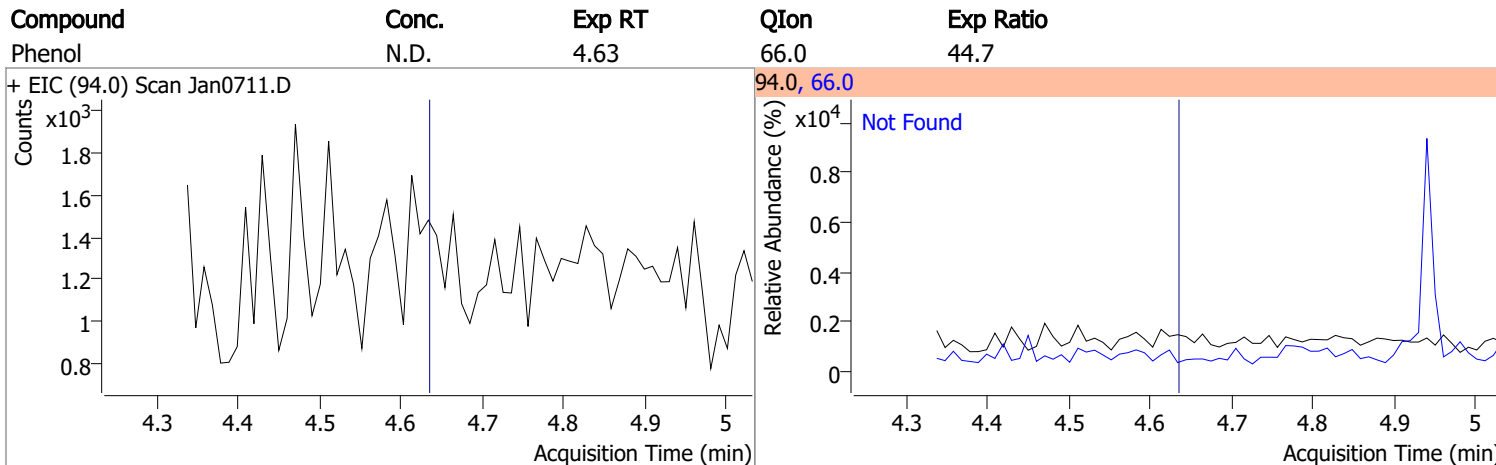 Compound Conc. Exp RT QIon Exp Ratio
Phenol N.D. 4.63 66.0 44.7
+ EIC (94.0) Scan Jan0711.D
Counts
x10³
1.8
1.6
1.4
1.2
1
0.8
4.3 4.4 4.5 4.6 4.7 4.8 4.9 5
Acquisition Time (min)
94.0, 66.0
Relative Abundance (%)
x10⁴
Not Found
0.8
0.6
0.4
0.2
0
4.3 4.4 4.5 4.6 4.7 4.8 4.9 5
Acquisition Time (min)